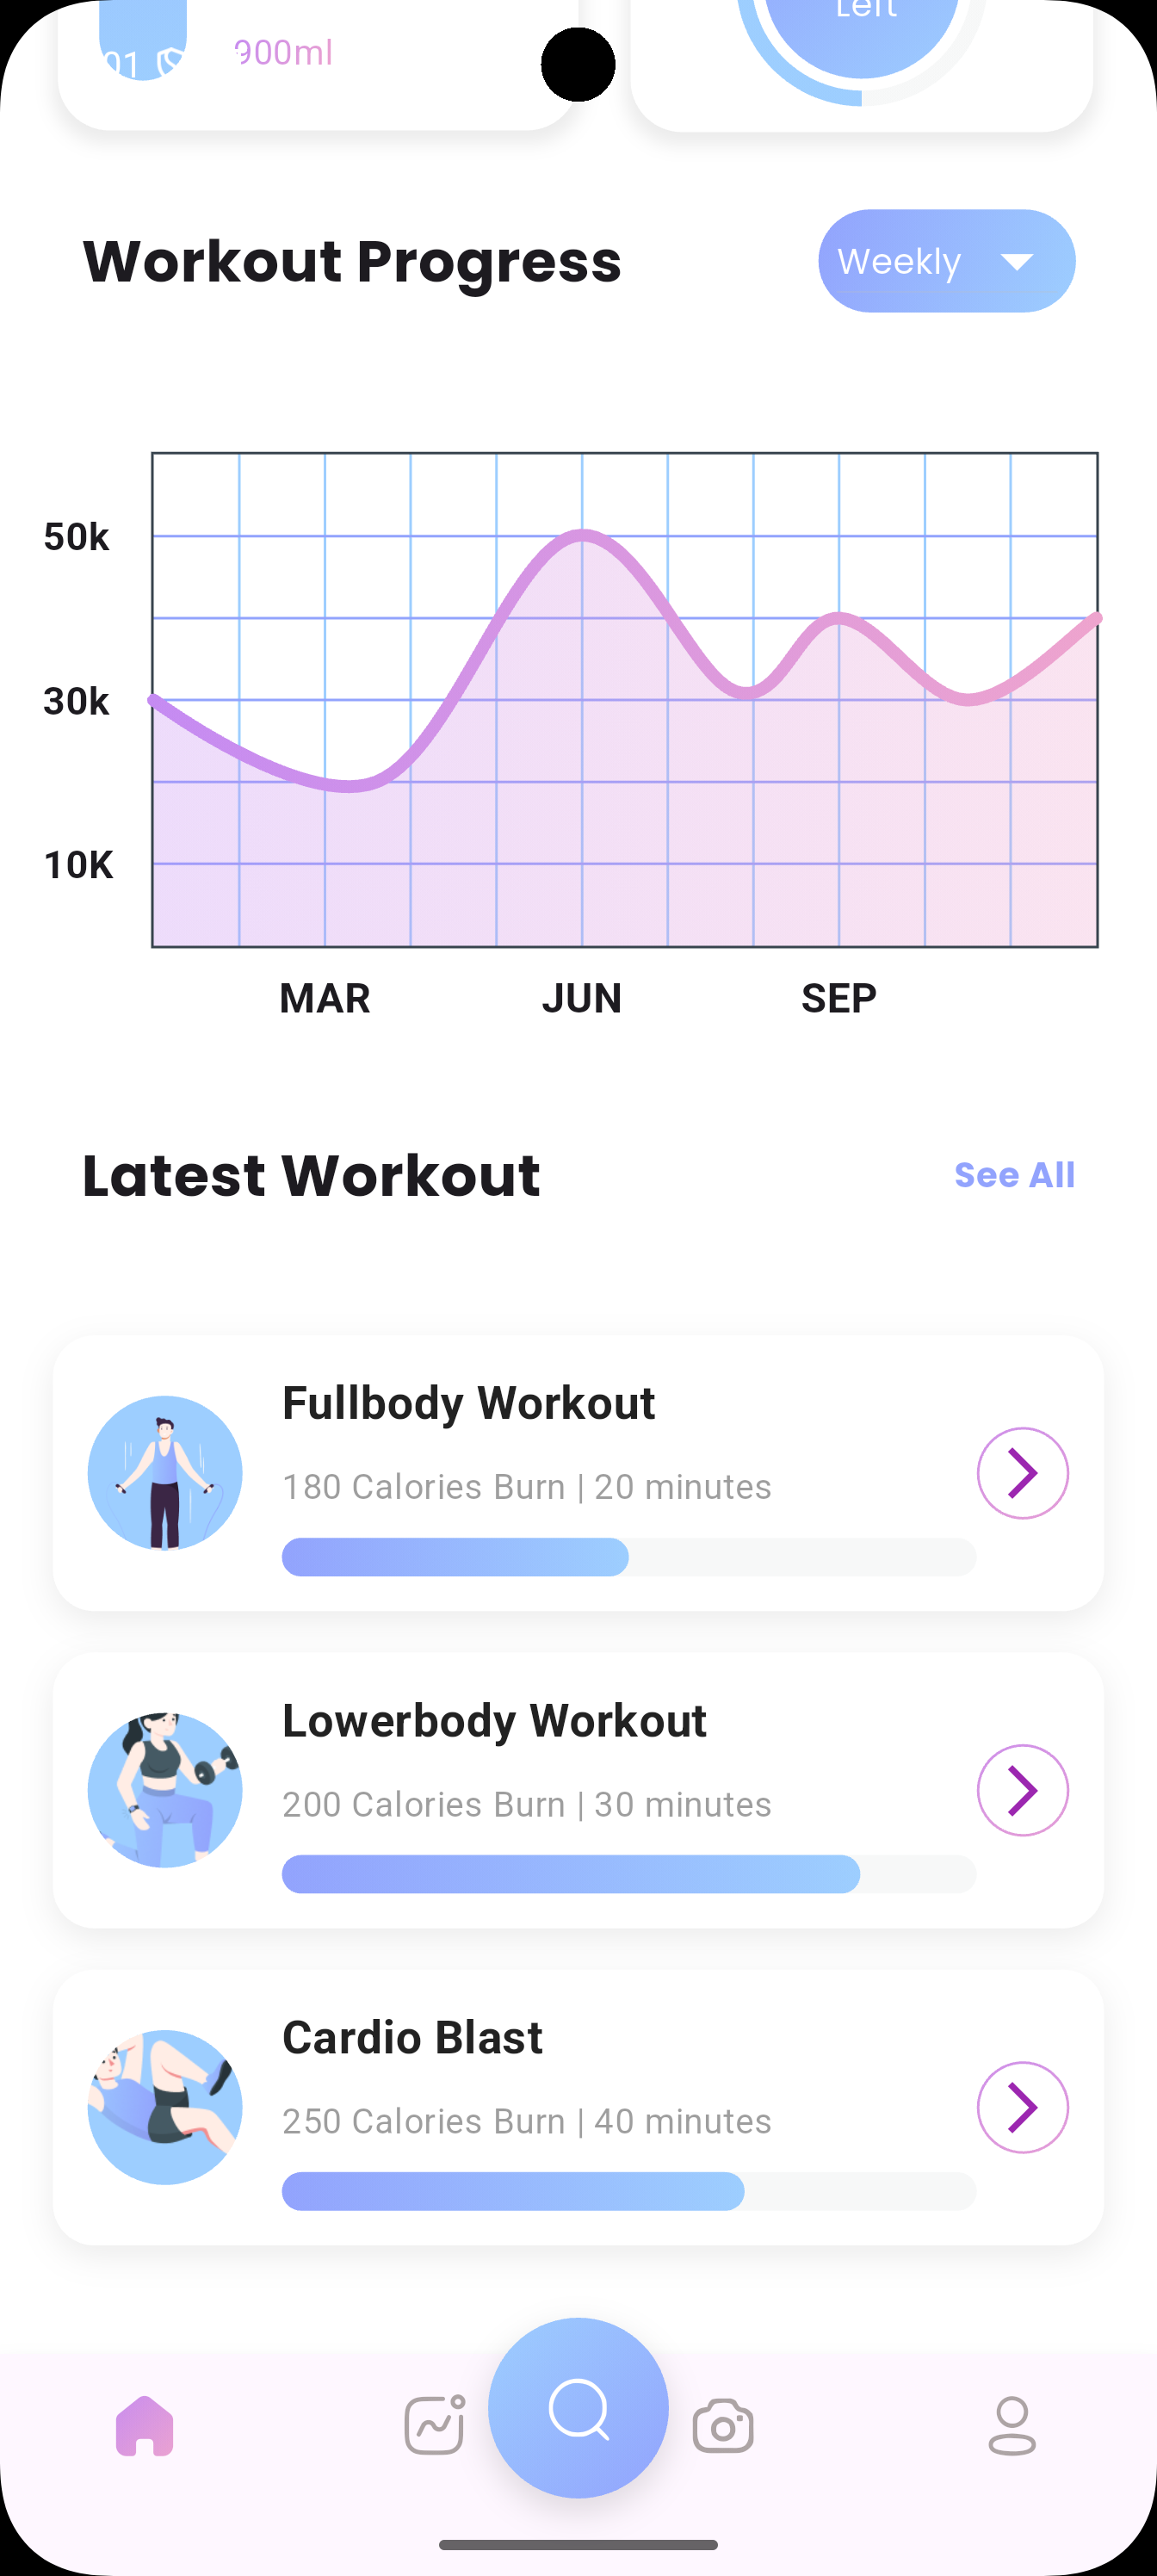 Left
900ml
Workout Progress
Weekly
50k
30k
10K
MAR JUN SEP
Latest Workout
See All
Fullbody Workout
180 Calories Burn | 20 minutes
Lowerbody Workout
200 Calories Burn | 30 minutes
Cardio Blast
250 Calories Burn | 40 minutes